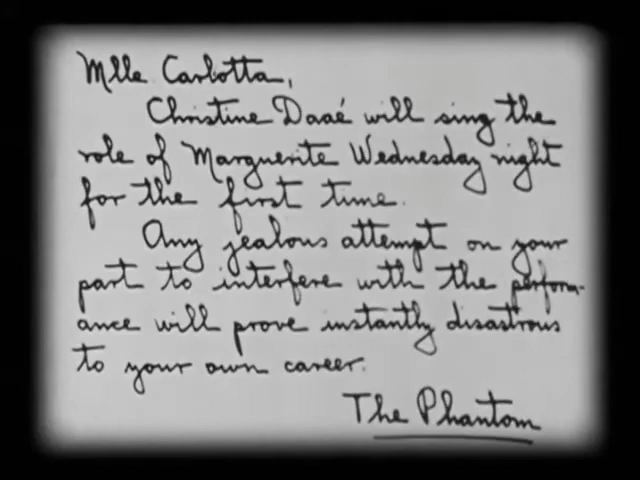 Mlle Carlotta,
Christine Daaé will sing the
role of Marguerite Wednesday night
for the first time.
Any jealous attempt on your
part to interfere with the perform-
ance will prove instantly disastrous
to your own career.
The Phantom